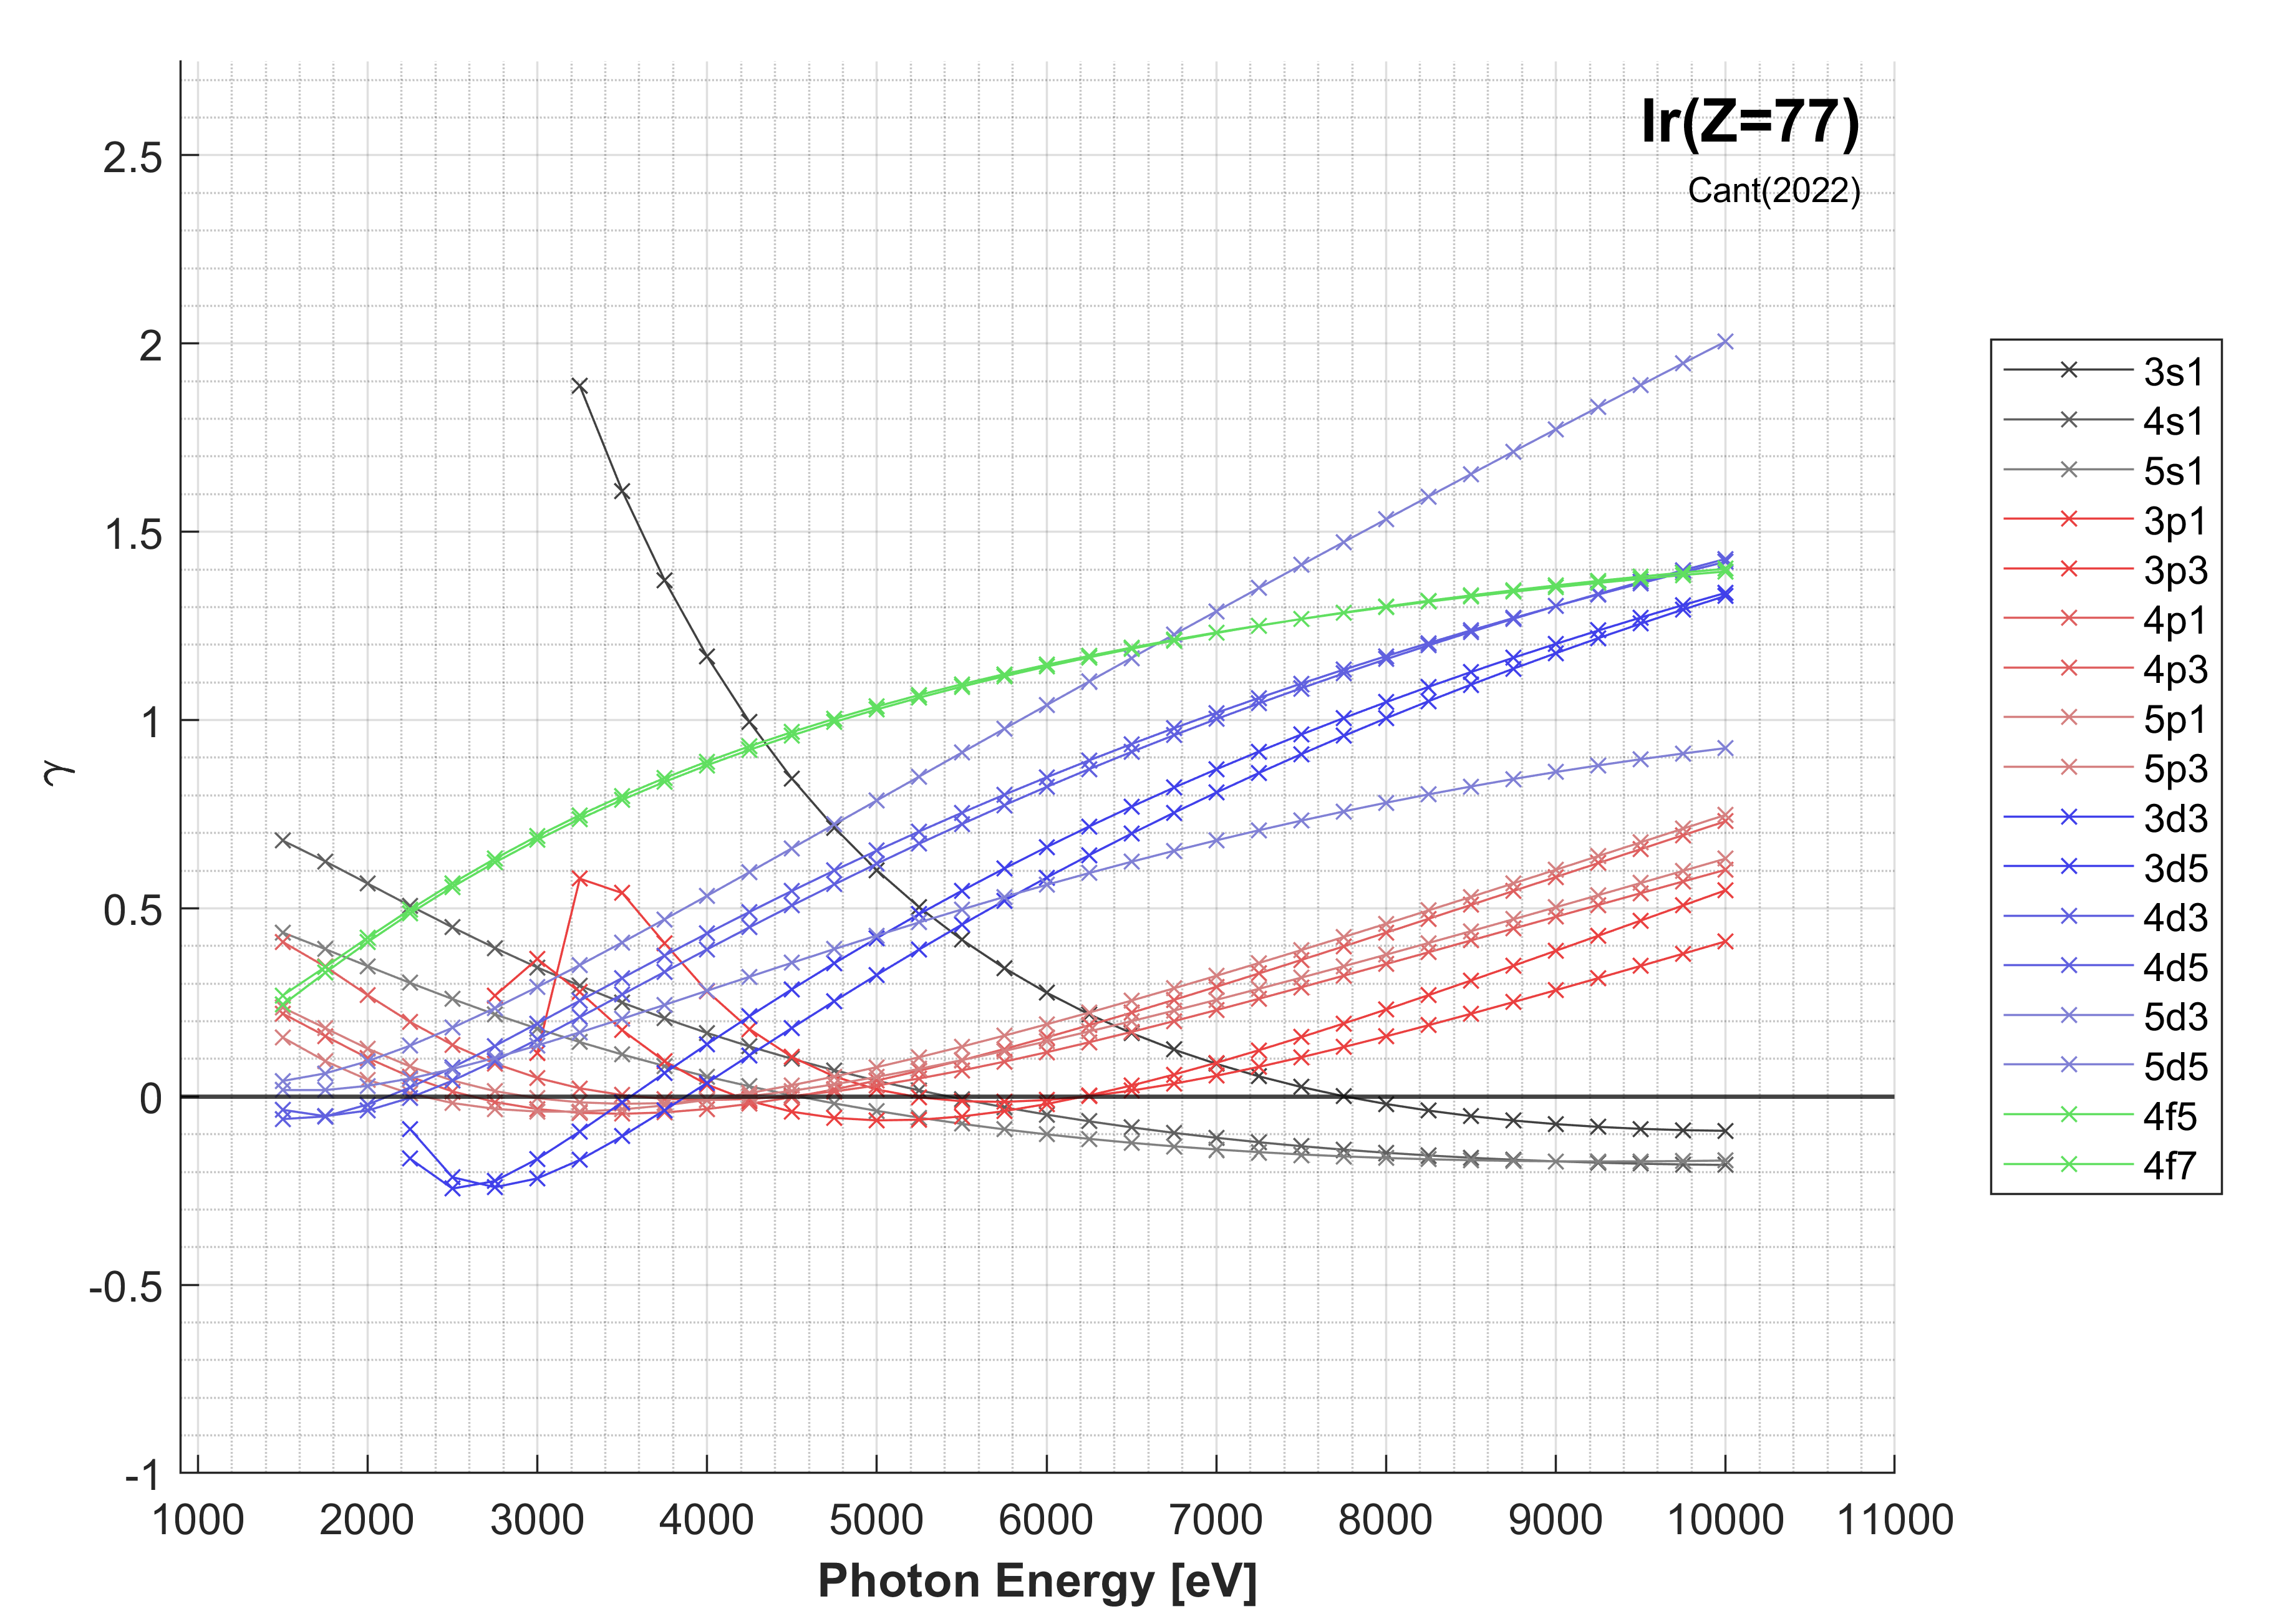 Ir(Z=77)
Cant(2022)
2.5
2
1.5
1
0.5
0
-0.5
-1
γ
1000 2000 3000 4000 5000 6000 7000 8000 9000 10000 11000
Photon Energy [eV]
3s1
4s1
5s1
3p1
3p3
4p1
4p3
5p1
5p3
3d3
3d5
4d3
4d5
5d3
5d5
4f5
4f7